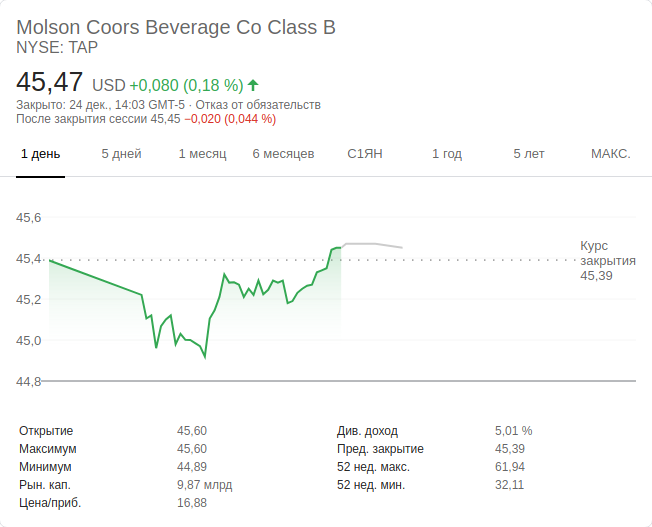 Molson Coors Beverage Co Class B
NYSE: TAP
45,47 USD +0,080 (0,18 %)
Закрыто: 24 дек., 14:03 GMT-5 · Отказ от обязательств
После закрытия сессии 45,45 −0,020 (0,044 %)
1 день 5 дней 1 месяц 6 месяцев С1ЯН 1 год 5 лет МАКС.
45,6
45,4
45,2
45,0
44,8
Курс
закрытия
45,39
Открытие 45,60 Див. доход 5,01 %
Максимум 45,60 Пред. закрытие 45,39
Минимум 44,89 52 нед. макс. 61,94
Рын. кап. 9,87 млрд 52 нед. мин. 32,11
Цена/приб. 16,88